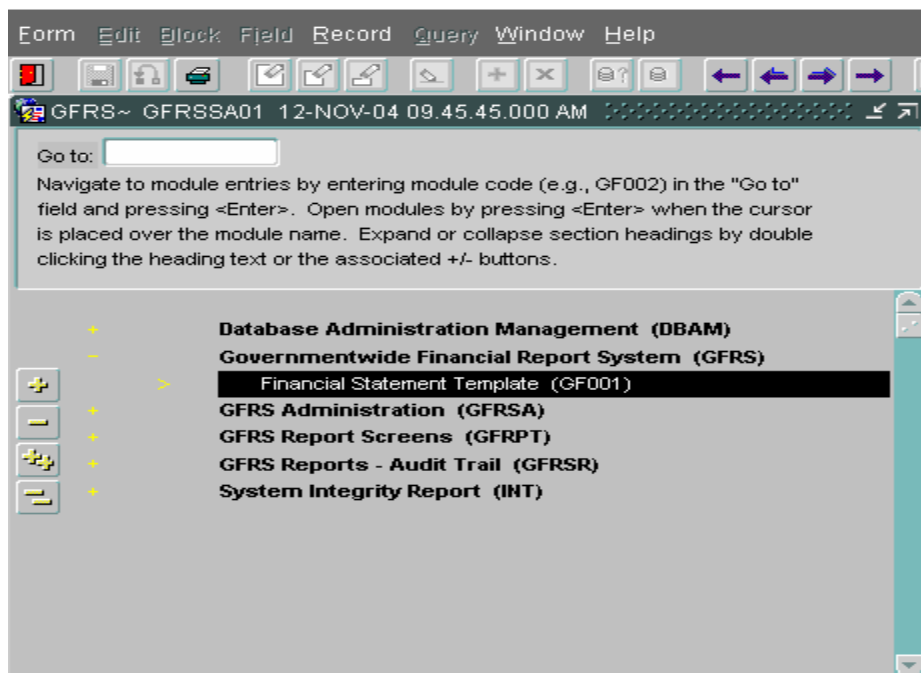 Form Edit Block Field Record Query Window Help
GFRS~ GFRSSA01 12-NOV-04 09.45.45.000 AM
Go to:
Navigate to module entries by entering module code (e.g., GF002) in the "Go to"
field and pressing <Enter>. Open modules by pressing <Enter> when the cursor
is placed over the module name. Expand or collapse section headings by double
clicking the heading text or the associated +/- buttons.
+ Database Administration Management (DBAM)
− Governmentwide Financial Report System (GFRS)
> Financial Statement Template (GF001)
+ GFRS Administration (GFRSA)
+ GFRS Report Screens (GFRPT)
+ GFRS Reports - Audit Trail (GFRSR)
+ System Integrity Report (INT)